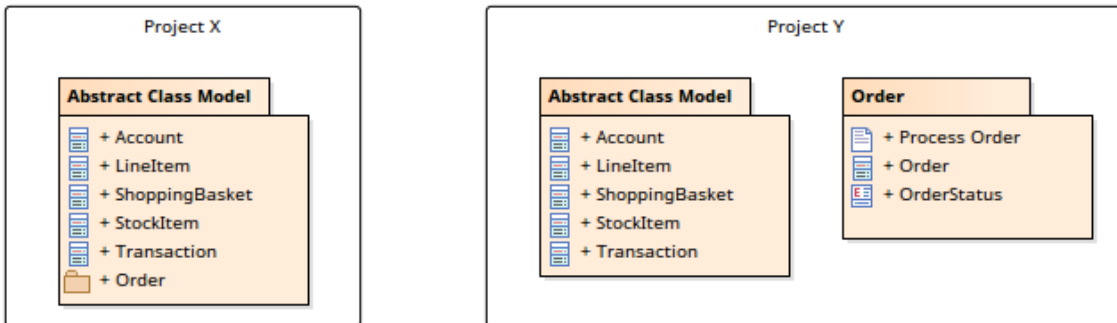 Project X
Abstract Class Model
+ Account
+ LineItem
+ ShoppingBasket
+ StockItem
+ Transaction
+ Order
Project Y
Abstract Class Model
+ Account
+ LineItem
+ ShoppingBasket
+ StockItem
+ Transaction
Order
+ Process Order
+ Order
E + OrderStatus